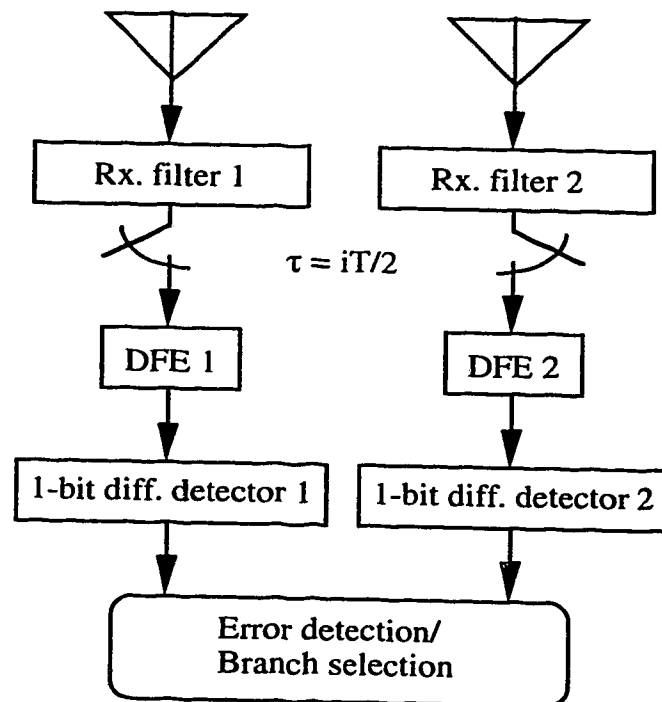 Rx. filter 1
Rx. filter 2
τ = iT/2
DFE 1
DFE 2
1-bit diff. detector 1
1-bit diff. detector 2
Error detection/
Branch selection